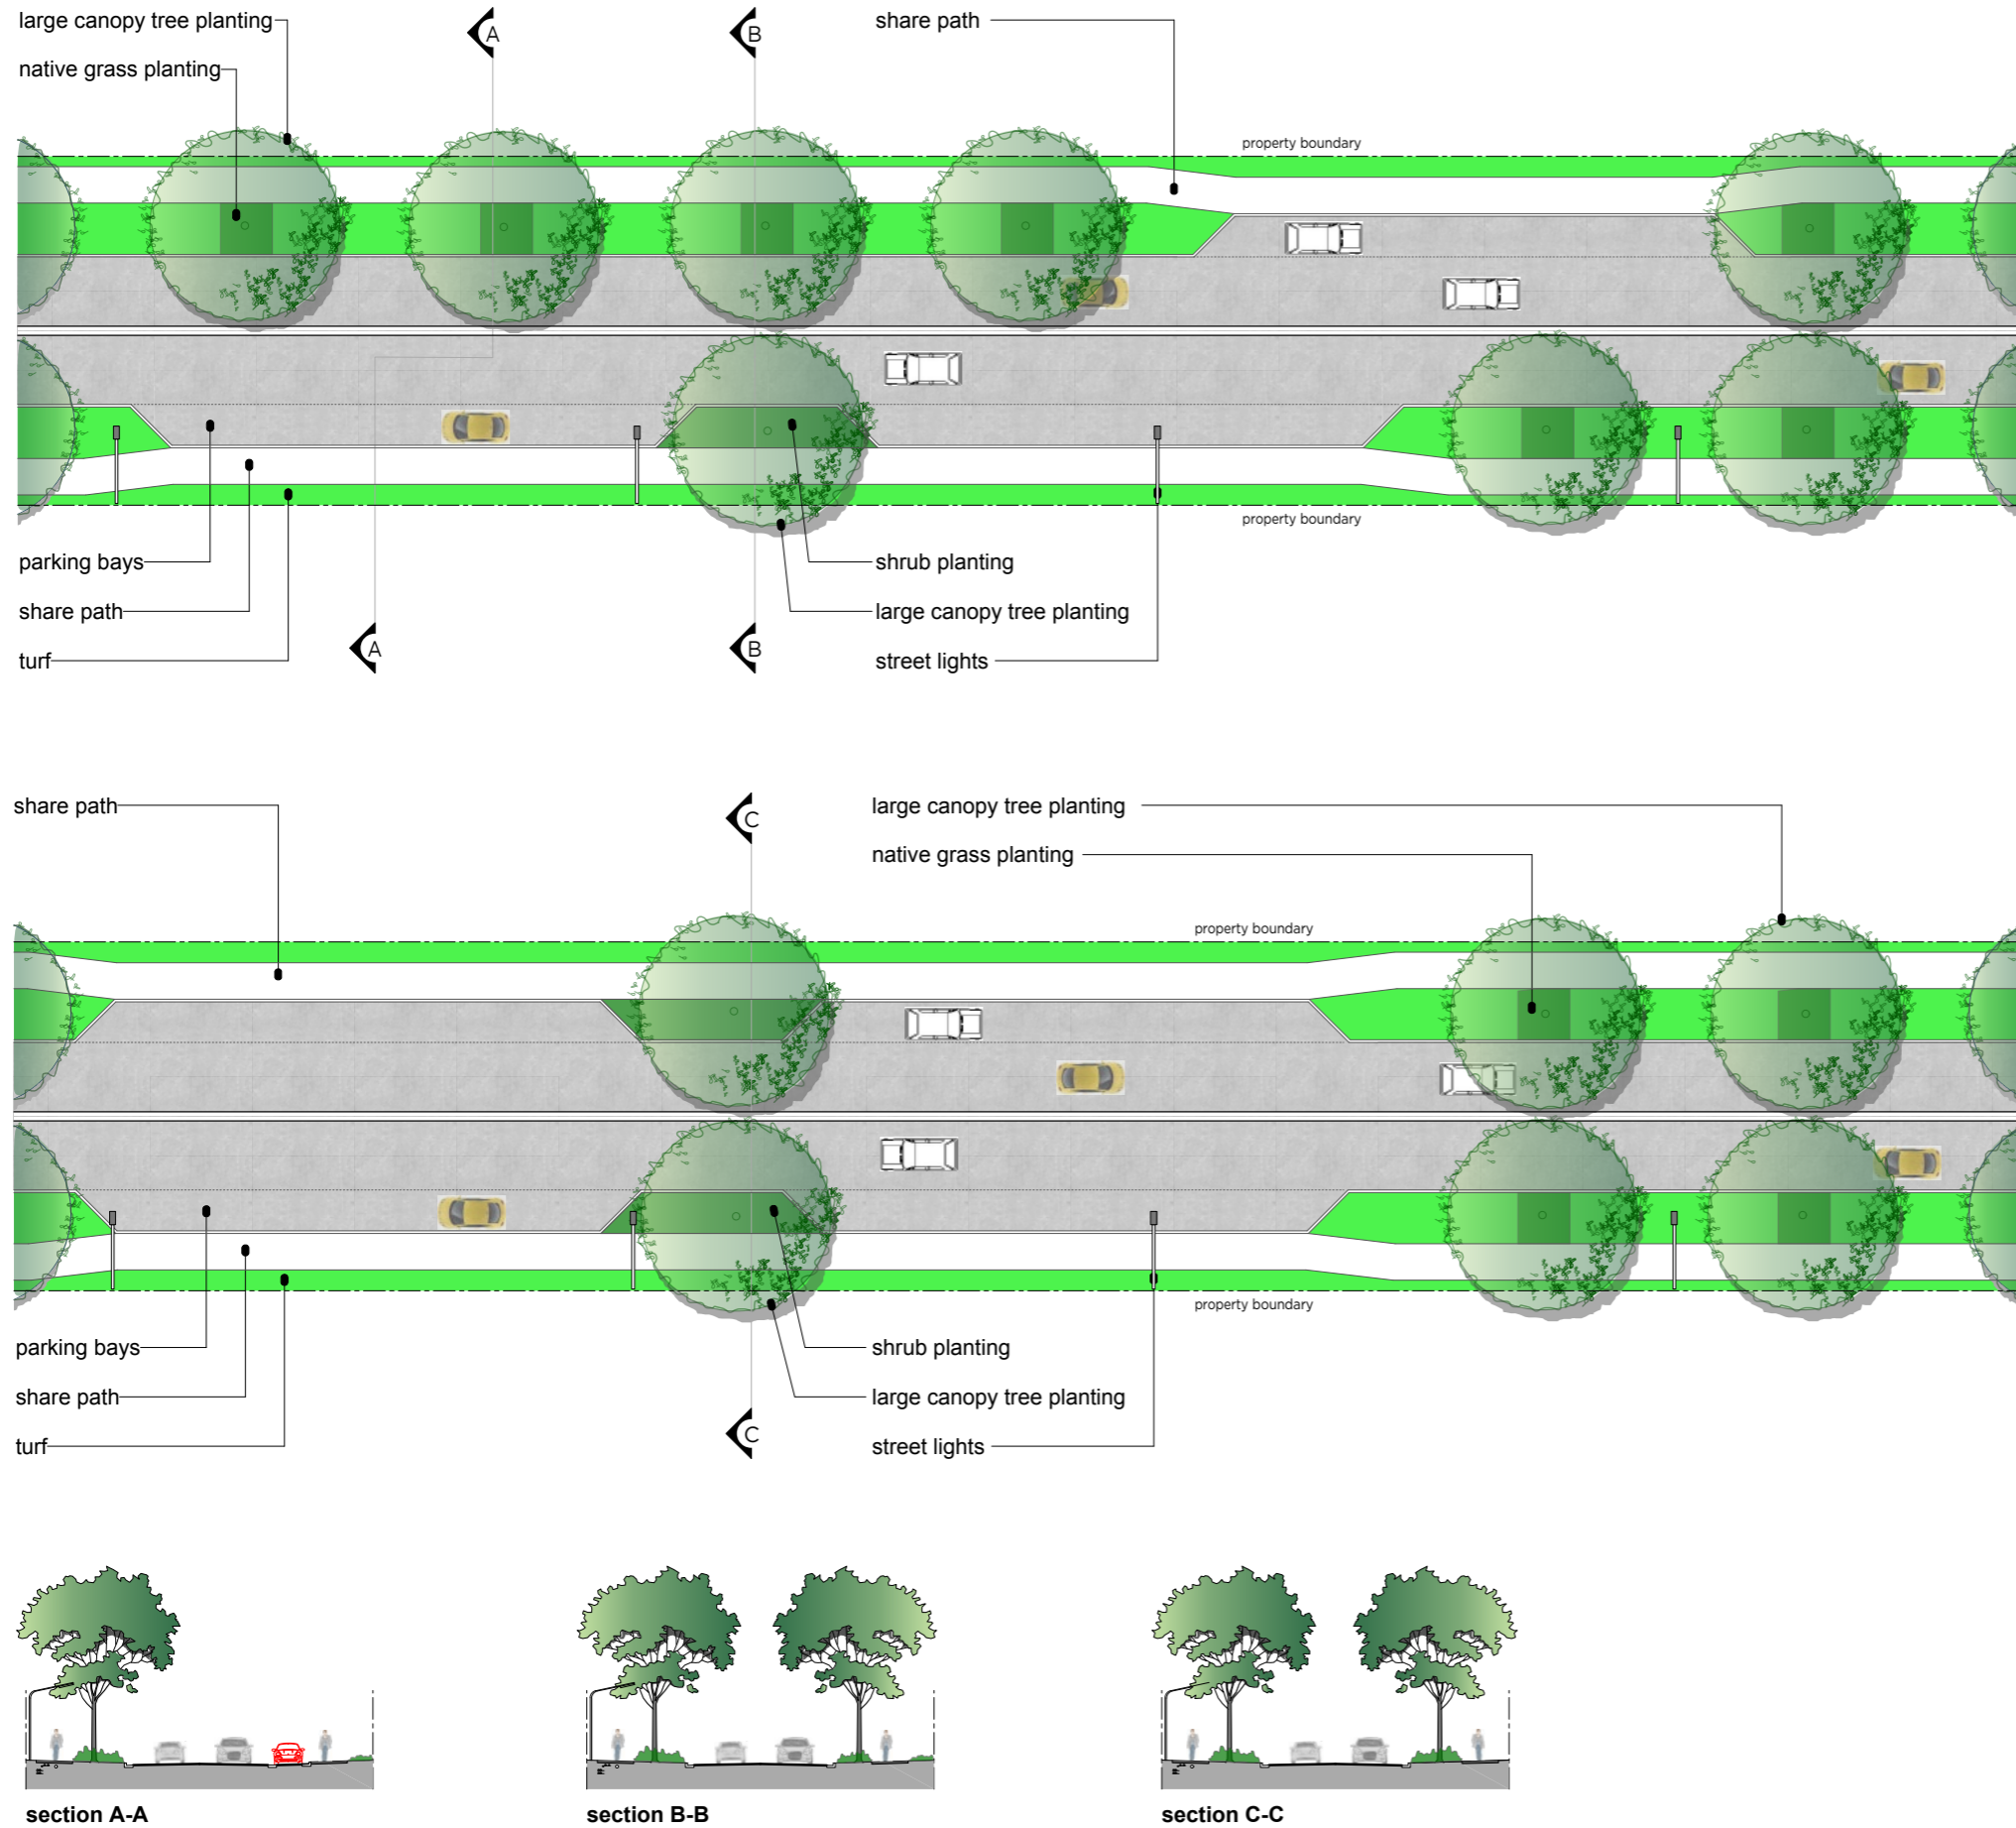 large canopy tree planting
native grass planting
A
B
share path
property boundary
property boundary
parking bays
share path
turf
A
B
shrub planting
large canopy tree planting
street lights
share path
C
large canopy tree planting
native grass planting
property boundary
property boundary
parking bays
share path
turf
C
shrub planting
large canopy tree planting
street lights
section A-A
section B-B
section C-C